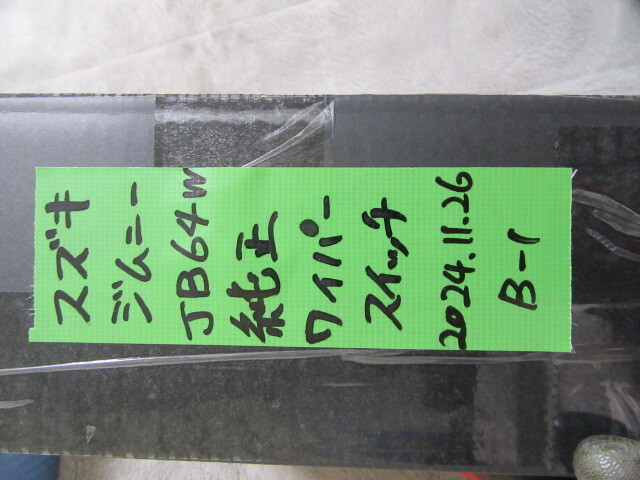 スズキ
ジムニー
JB64W
純正
ワイパー
スイッチ
2024.11.26
B-1